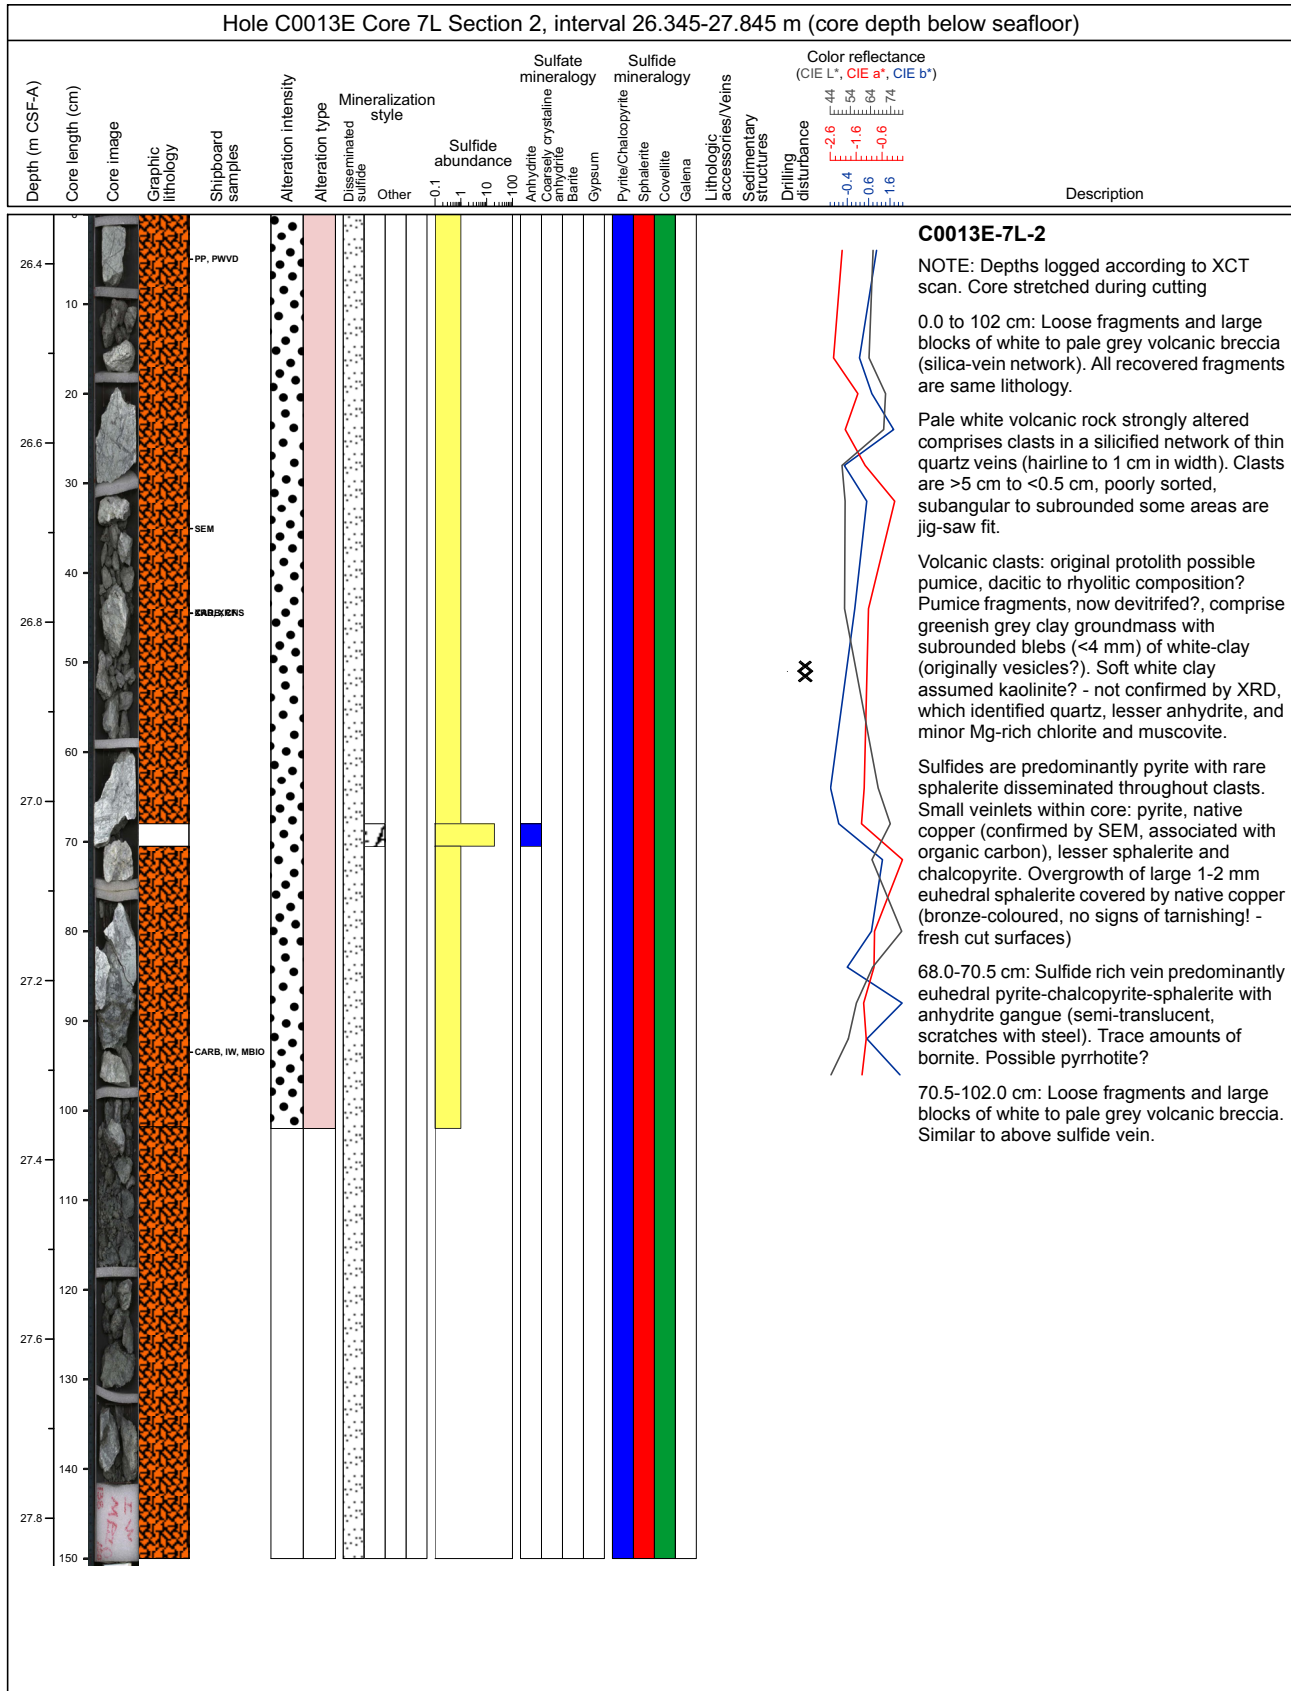 Hole C0013E Core 7L Section 2, interval 26.345-27.845 m (core depth below seafloor)
Depth (m CSF-A)
Core length (cm)
Core image
Graphic
lithology
Shipboard
samples
Alteration intensity
Alteration type
Mineralization
style
Disseminated
sulfide
Other
Sulfide
abundance
0.1
1
10
100
Sulfate
mineralogy
Anhydrite
Coarsely crystaline
anhydrite
Barite
Gypsum
Sulfide
mineralogy
Pyrite/Chalcopyrite
Sphalerite
Covellite
Galena
Lithologic
accessories/Veins
Sedimentary
structures
Drilling
disturbance
Color reflectance
(CIE L*, CIE a*, CIE b*)
44
54
64
74
-2.6
-1.6
-0.6
-0.4
0.6
1.6
Description
26.4
26.6
26.8
27.0
27.2
27.4
27.6
27.8
10
20
30
40
50
60
70
80
90
100
110
120
130
140
150
PP, PWVD
SEM
CARB, IW, MBIO
C0013E-7L-2
NOTE: Depths logged according to XCT
scan. Core stretched during cutting
0.0 to 102 cm: Loose fragments and large
blocks of white to pale grey volcanic breccia
(silica-vein network). All recovered fragments
are same lithology.
Pale white volcanic rock strongly altered
comprises clasts in a silicified network of thin
quartz veins (hairline to 1 cm in width). Clasts
are >5 cm to <0.5 cm, poorly sorted,
subangular to subrounded some areas are
jig-saw fit.
Volcanic clasts: original protolith possible
pumice, dacitic to rhyolitic composition?
Pumice fragments, now devitrifed?, comprise
greenish grey clay groundmass with
subrounded blebs (<4 mm) of white-clay
(originally vesicles?). Soft white clay
assumed kaolinite? - not confirmed by XRD,
which identified quartz, lesser anhydrite, and
minor Mg-rich chlorite and muscovite.
Sulfides are predominantly pyrite with rare
sphalerite disseminated throughout clasts.
Small veinlets within core: pyrite, native
copper (confirmed by SEM, associated with
organic carbon), lesser sphalerite and
chalcopyrite. Overgrowth of large 1-2 mm
euhedral sphalerite covered by native copper
(bronze-coloured, no signs of tarnishing! -
fresh cut surfaces)
68.0-70.5 cm: Sulfide rich vein predominantly
euhedral pyrite-chalcopyrite-sphalerite with
anhydrite gangue (semi-translucent,
scratches with steel). Trace amounts of
bornite. Possible pyrrhotite?
70.5-102.0 cm: Loose fragments and large
blocks of white to pale grey volcanic breccia.
Similar to above sulfide vein.